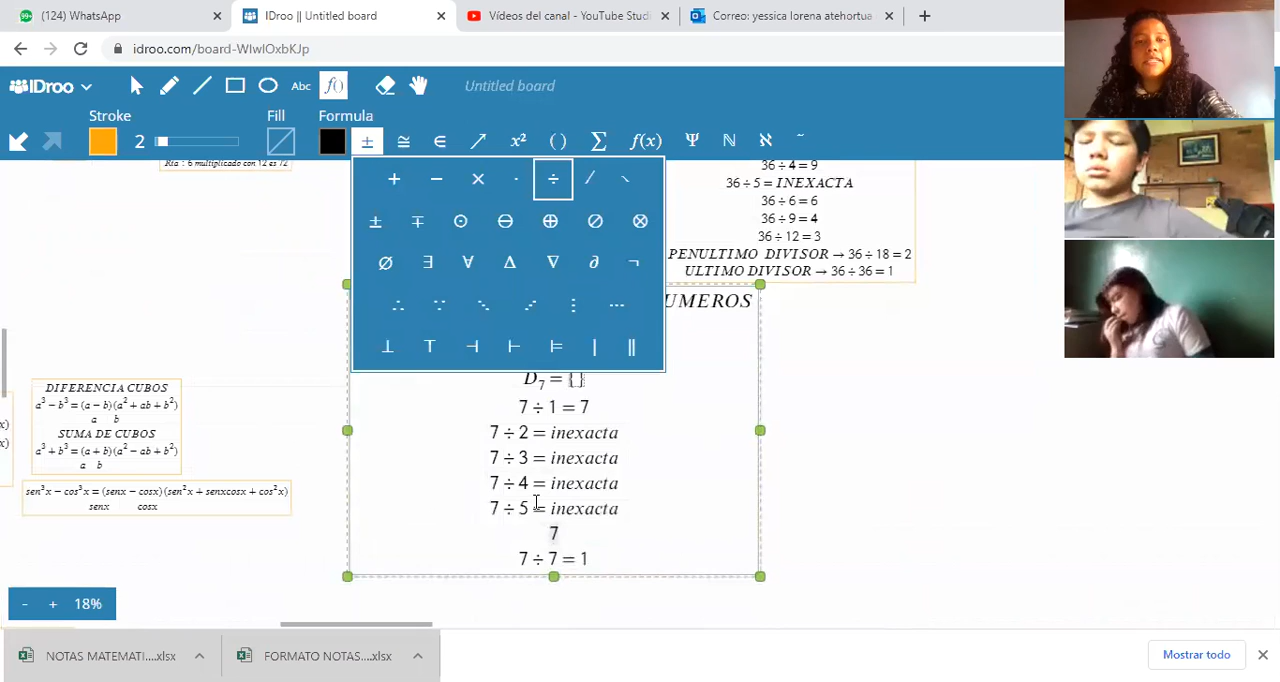 (124) WhatsApp
IDroo || Untitled board
Vídeos del canal - YouTube Studi
Correo: yessica lorena atehortua
idroo.com/board-WIwIOxbKJp
IDroo
Abc
f()
Untitled board
Stroke
2
Fill
Formula
± ≅ ∈ ↗ x² ( ) ∑ f(x) Ψ ℕ ℵ ~
+ − × · ÷ ∕ ∖
± ∓ ⊙ ⊖ ⊕ ⊘ ⊗
∅ ∃ ∀ Δ ∇ ∂ ¬
∴ ∵ ⋱ ⋰ ⋮ ⋯
⊥ ⊤ ⊣ ⊢ ⊨ | ∥
Rta : 6 multiplicado con 12 es 72
36 ÷ 4 = 9
36 ÷ 5 = INEXACTA
36 ÷ 6 = 6
36 ÷ 9 = 4
36 ÷ 12 = 3
PENULTIMO DIVISOR → 36 ÷ 18 = 2
ULTIMO DIVISOR → 36 ÷ 36 = 1
UMEROS
D₇ = {}
7 ÷ 1 = 7
7 ÷ 2 = inexacta
7 ÷ 3 = inexacta
7 ÷ 4 = inexacta
7 ÷ 5 = inexacta
7
7 ÷ 7 = 1
x)
x)
DIFERENCIA CUBOS
a³ − b³ = (a − b)(a² + ab + b²)
a b
SUMA DE CUBOS
a³ + b³ = (a + b)(a² − ab + b²)
a b
sen³x − cos³x = (senx − cosx)(sen²x + senxcosx + cos²x)
senx cosx
- + 18%
NOTAS MATEMATI....xlsx
FORMATO NOTAS....xlsx
Mostrar todo